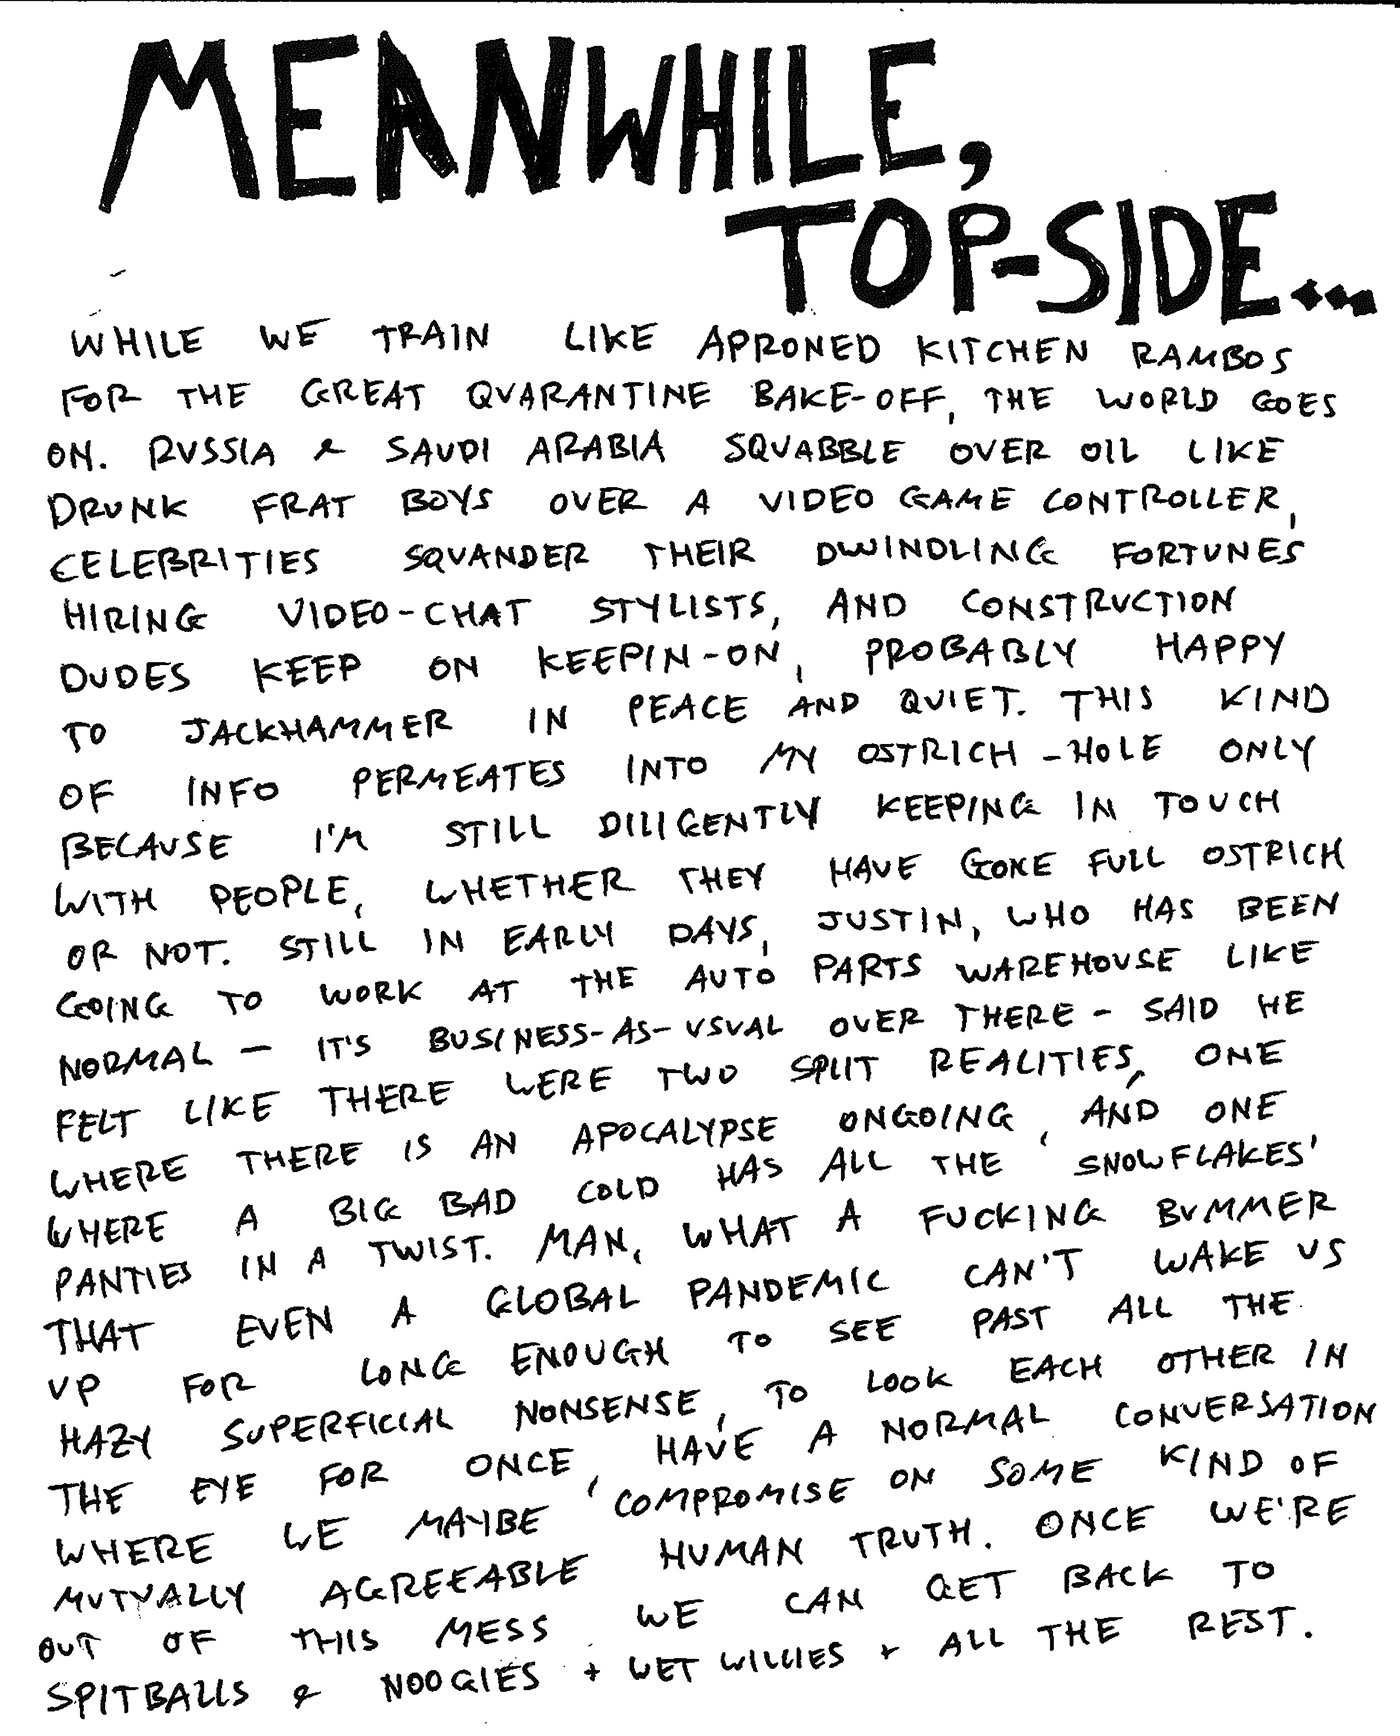 MEANWHILE,
TOP-SIDE...
WHILE WE TRAIN LIKE APRONED KITCHEN RAMBOS
FOR THE GREAT QUARANTINE BAKE-OFF, THE WORLD GOES
ON. RUSSIA & SAUDI ARABIA SQUABBLE OVER OIL LIKE
DRUNK FRAT BOYS OVER A VIDEO GAME CONTROLLER,
CELEBRITIES SQUANDER THEIR DWINDLING FORTUNES
HIRING VIDEO-CHAT STYLISTS, AND CONSTRUCTION
DUDES KEEP ON KEEPIN-ON, PROBABLY HAPPY
TO JACKHAMMER IN PEACE AND QUIET. THIS KIND
OF INFO PERMEATES INTO MY OSTRICH-HOLE ONLY
BECAUSE I'M STILL DILIGENTLY KEEPING IN TOUCH
WITH PEOPLE, WHETHER THEY HAVE GONE FULL OSTRICH
OR NOT. STILL IN EARLY DAYS, JUSTIN, WHO HAS BEEN
GOING TO WORK AT THE AUTO PARTS WAREHOUSE LIKE
NORMAL - IT'S BUSINESS-AS-USUAL OVER THERE - SAID HE
FELT LIKE THERE WERE TWO SPLIT REALITIES, ONE
WHERE THERE IS AN APOCALYPSE ONGOING, AND ONE
WHERE A BIG BAD COLD HAS ALL THE SNOWFLAKES'
PANTIES IN A TWIST. MAN, WHAT A FUCKING BUMMER
THAT EVEN A GLOBAL PANDEMIC CAN'T WAKE US
UP FOR LONG ENOUGH TO SEE PAST ALL THE
HAZY SUPERFICIAL NONSENSE, TO LOOK EACH OTHER IN
THE EYE FOR ONCE, HAVE A NORMAL CONVERSATION
WHERE WE MAYBE COMPROMISE ON SOME KIND OF
MUTUALLY AGREEABLE HUMAN TRUTH. ONCE WE'RE
OUT OF THIS MESS WE CAN GET BACK TO
SPITBALLS & NOOGIES + WET WILLIES + ALL THE REST.